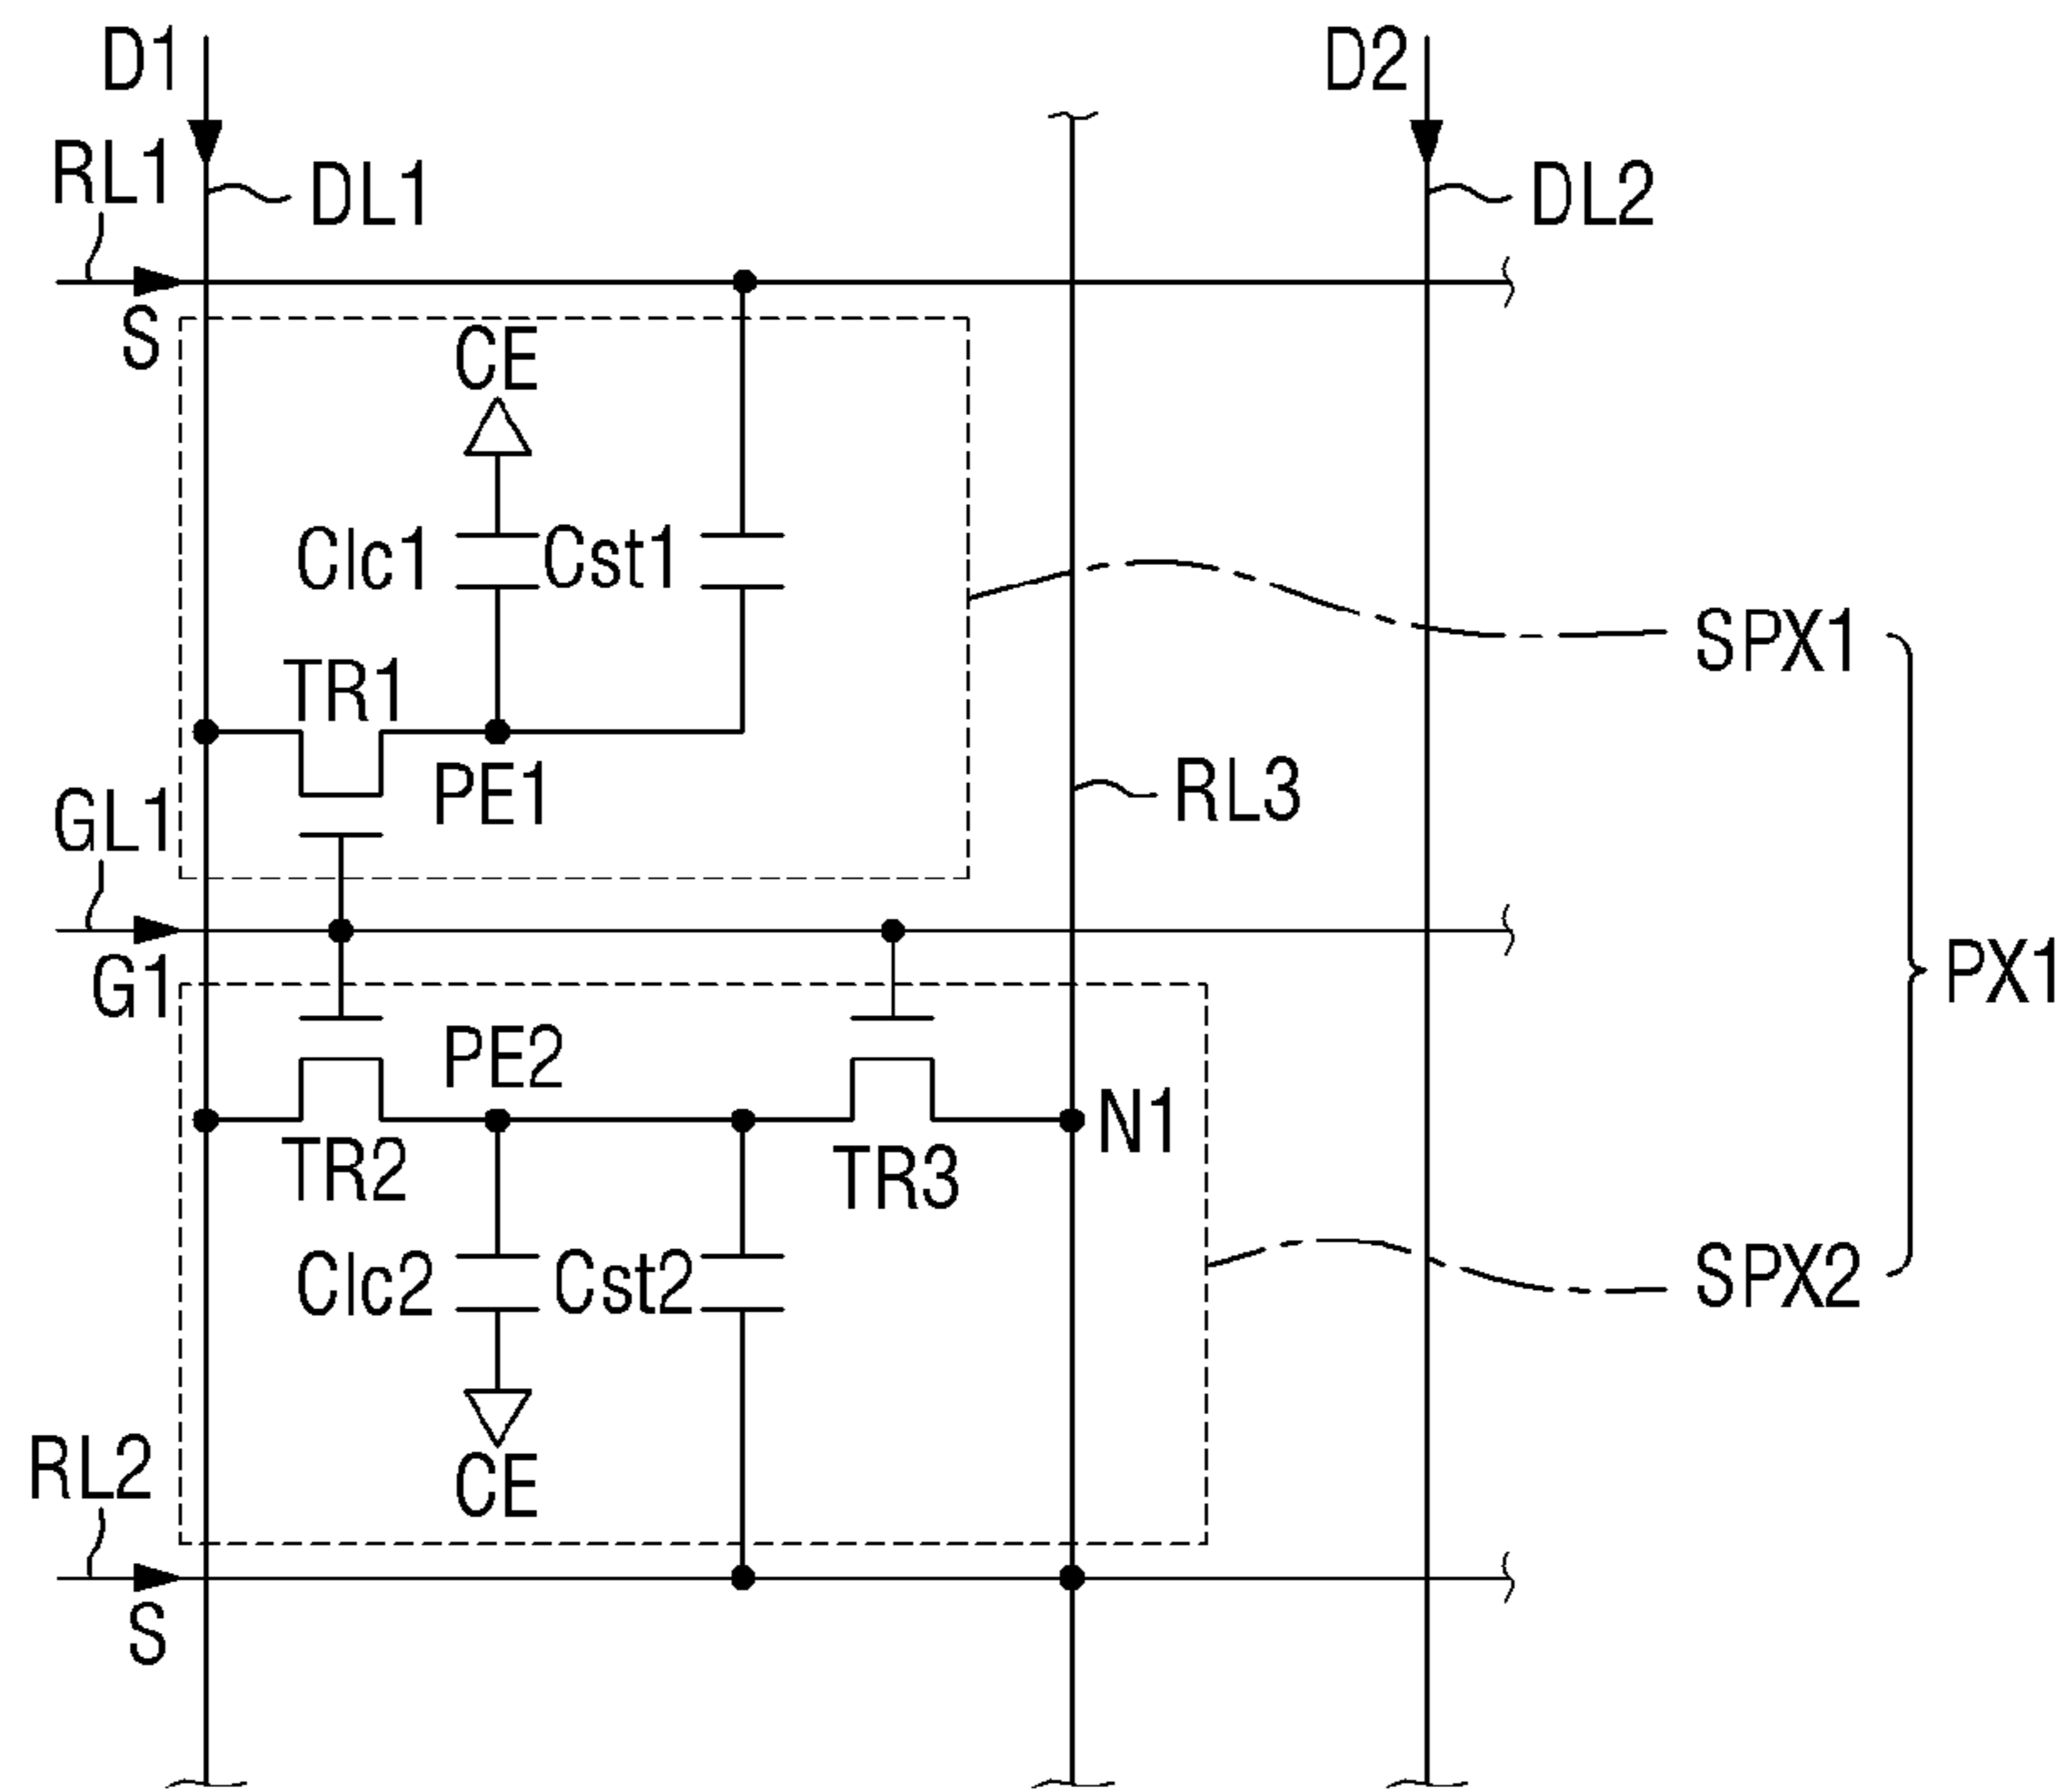 D1
D2
RL1
DL1
DL2
S
CE
Clc1
Cst1
SPX1
TR1
PE1
RL3
GL1
G1
PX1
PE2
N1
TR2
TR3
Clc2
Cst2
SPX2
RL2
CE
S